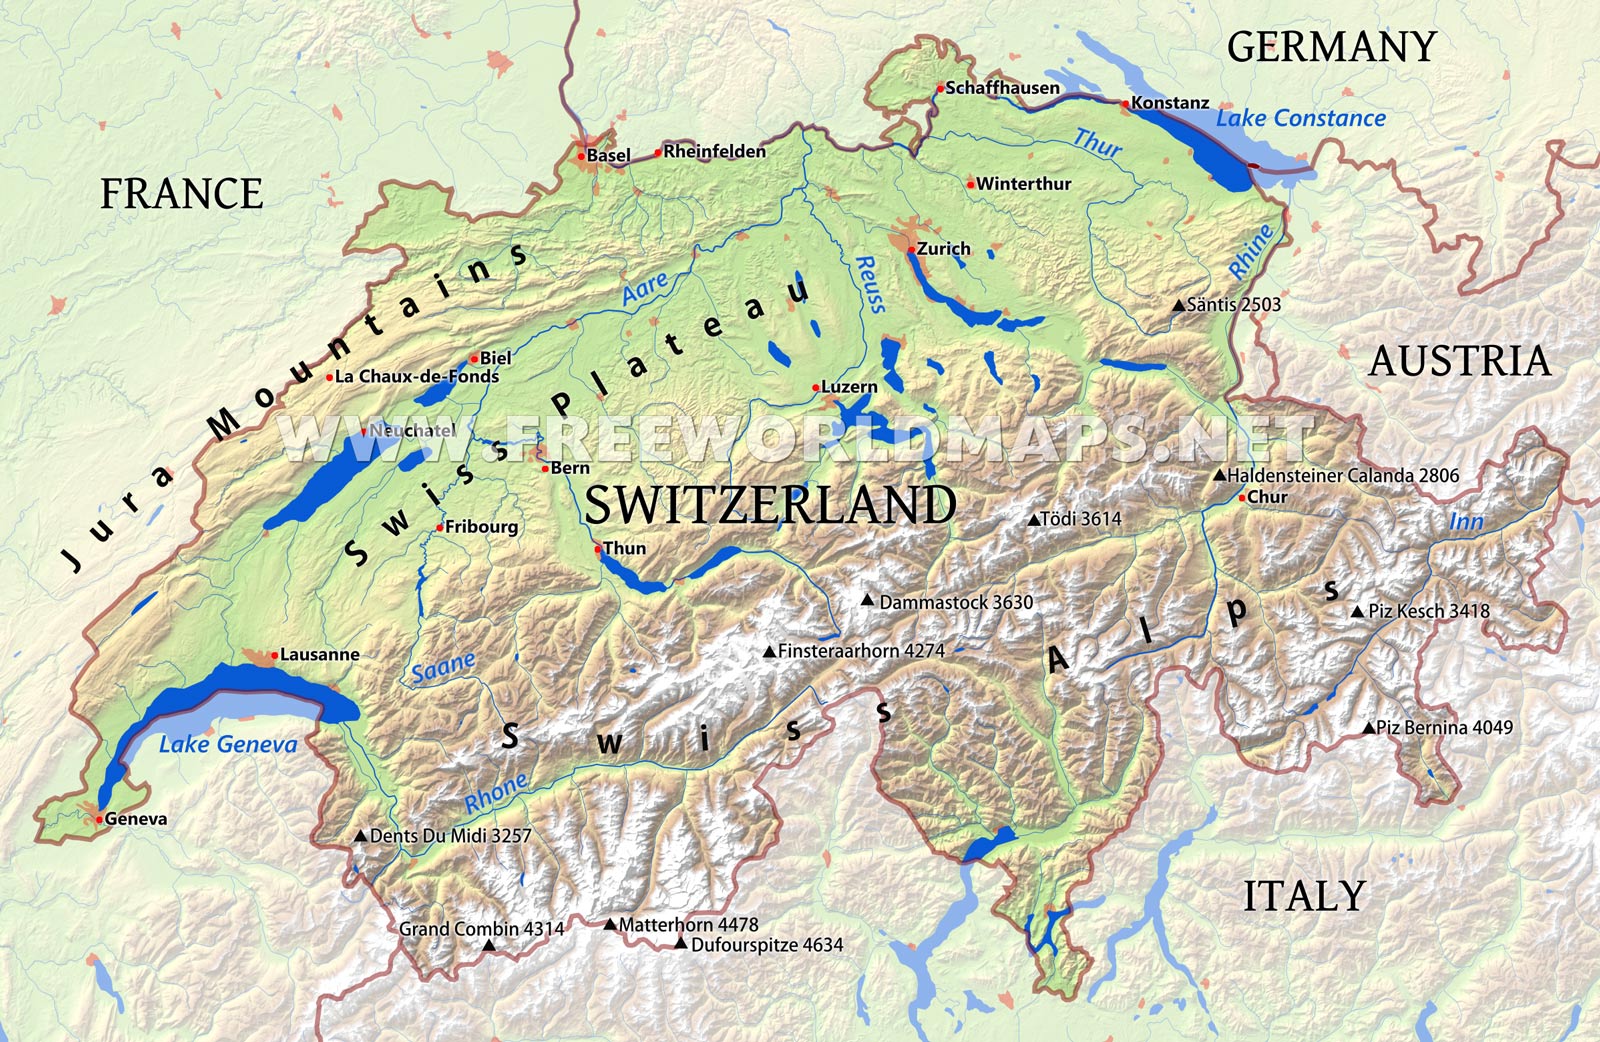 GERMANY
Schaffhausen
Konstanz
Lake Constance
Thur
Basel
Rheinfelden
Winterthur
FRANCE
Zurich
Rhine
Jura Mountains
Aare
Reuss
Säntis 2503
Swiss Plateau
Biel
La Chaux-de-Fonds
AUSTRIA
Luzern
WWW.FREEWORLDMAPS.NET
Neuchatel
Bern
Haldensteiner Calanda 2806
Chur
SWITZERLAND
Tödi 3614
Inn
Fribourg
Thun
Dammastock 3630
Piz Kesch 3418
Finsteraarhorn 4274
Lausanne
Saane
Swiss Alps
Piz Bernina 4049
Lake Geneva
Rhone
Geneva
Dents Du Midi 3257
ITALY
Grand Combin 4314
Matterhorn 4478
Dufourspitze 4634